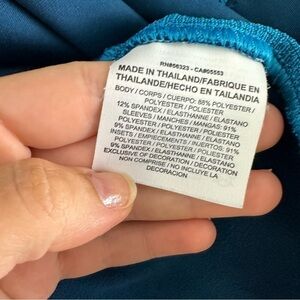 RN#56323 - CA#05553
MADE IN THAILAND/FABRIQUE EN
THAILANDE/HECHO EN TAILANDIA
BODY / CORPS / CUERPO: 88% POLYESTER /
POLYESTER / POLIESTER
12% SPANDEX / ELASTHANNE / ELASTANO
SLEEVES / MANCHES / MANGAS: 91%
POLYESTER / POLYESTER / POLIESTER
9% SPANDEX / ELASTHANNE / ELASTANO
INSETS / EMPIECEMENTS / INJERTOS: 91%
POLYESTER / POLYESTER / POLIESTER
9% SPANDEX / ELASTHANNE / ELASTANO
EXCLUSIVE OF DECORATION / DECORATION
NON COMPRISE / NO INCLUYE LA
DECORACION